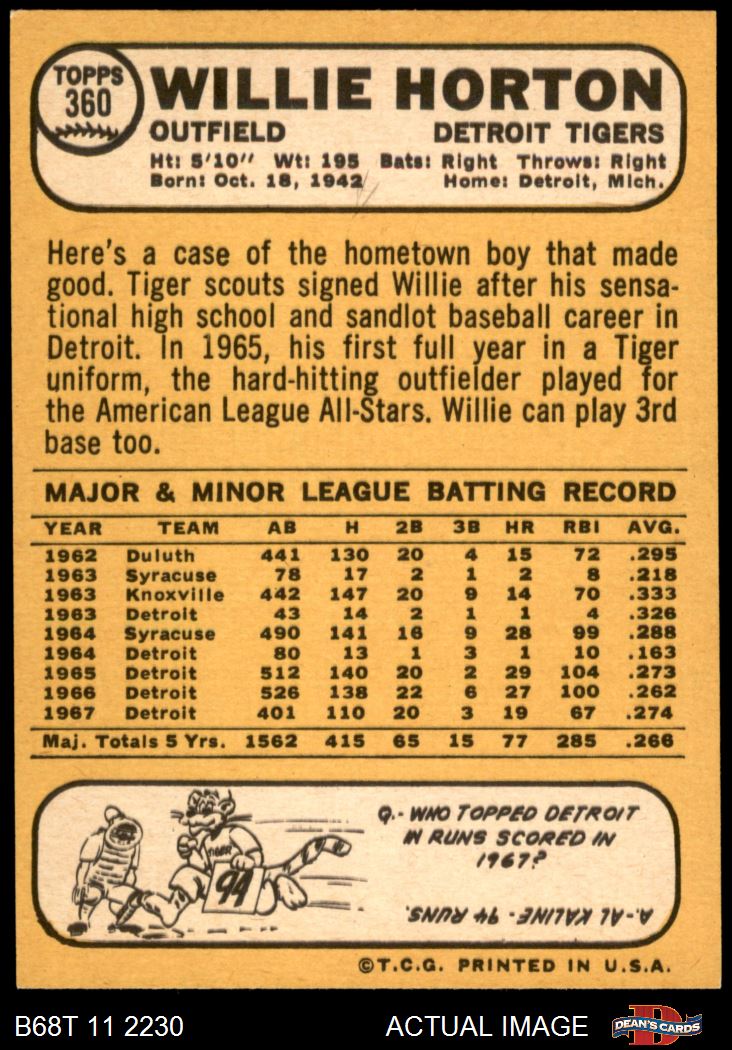 TOPPS
360
WILLIE HORTON
OUTFIELD DETROIT TIGERS
Ht: 5'10" Wt: 195 Bats: Right Throws: Right
Born: Oct. 18, 1942 Home: Detroit, Mich.
Here's a case of the hometown boy that made
good. Tiger scouts signed Willie after his sensa-
tional high school and sandlot baseball career in
Detroit. In 1965, his first full year in a Tiger
uniform, the hard-hitting outfielder played for
the American League All-Stars. Willie can play 3rd
base too.
MAJOR & MINOR LEAGUE BATTING RECORD
YEAR TEAM AB H 2B 3B HR RBI AVG.
1962 Duluth 441 130 20 4 15 72 .295
1963 Syracuse 78 17 2 1 2 8 .218
1963 Knoxville 442 147 20 9 14 70 .333
1963 Detroit 43 14 2 1 1 4 .326
1964 Syracuse 490 141 16 9 28 99 .288
1964 Detroit 80 13 1 3 1 10 .163
1965 Detroit 512 140 20 2 29 104 .273
1966 Detroit 526 138 22 6 27 100 .262
1967 Detroit 401 110 20 3 19 67 .274
Maj. Totals 5 Yrs. 1562 415 65 15 77 285 .266
TIGER
94
Q.- WHO TOPPED DETROIT
IN RUNS SCORED IN
1967?
A.- AL KALINE - 94 RUNS.
©T.C.G. PRINTED IN U.S.A.
B68T 11 2230 ACTUAL IMAGE
D
DEAN'S CARDS